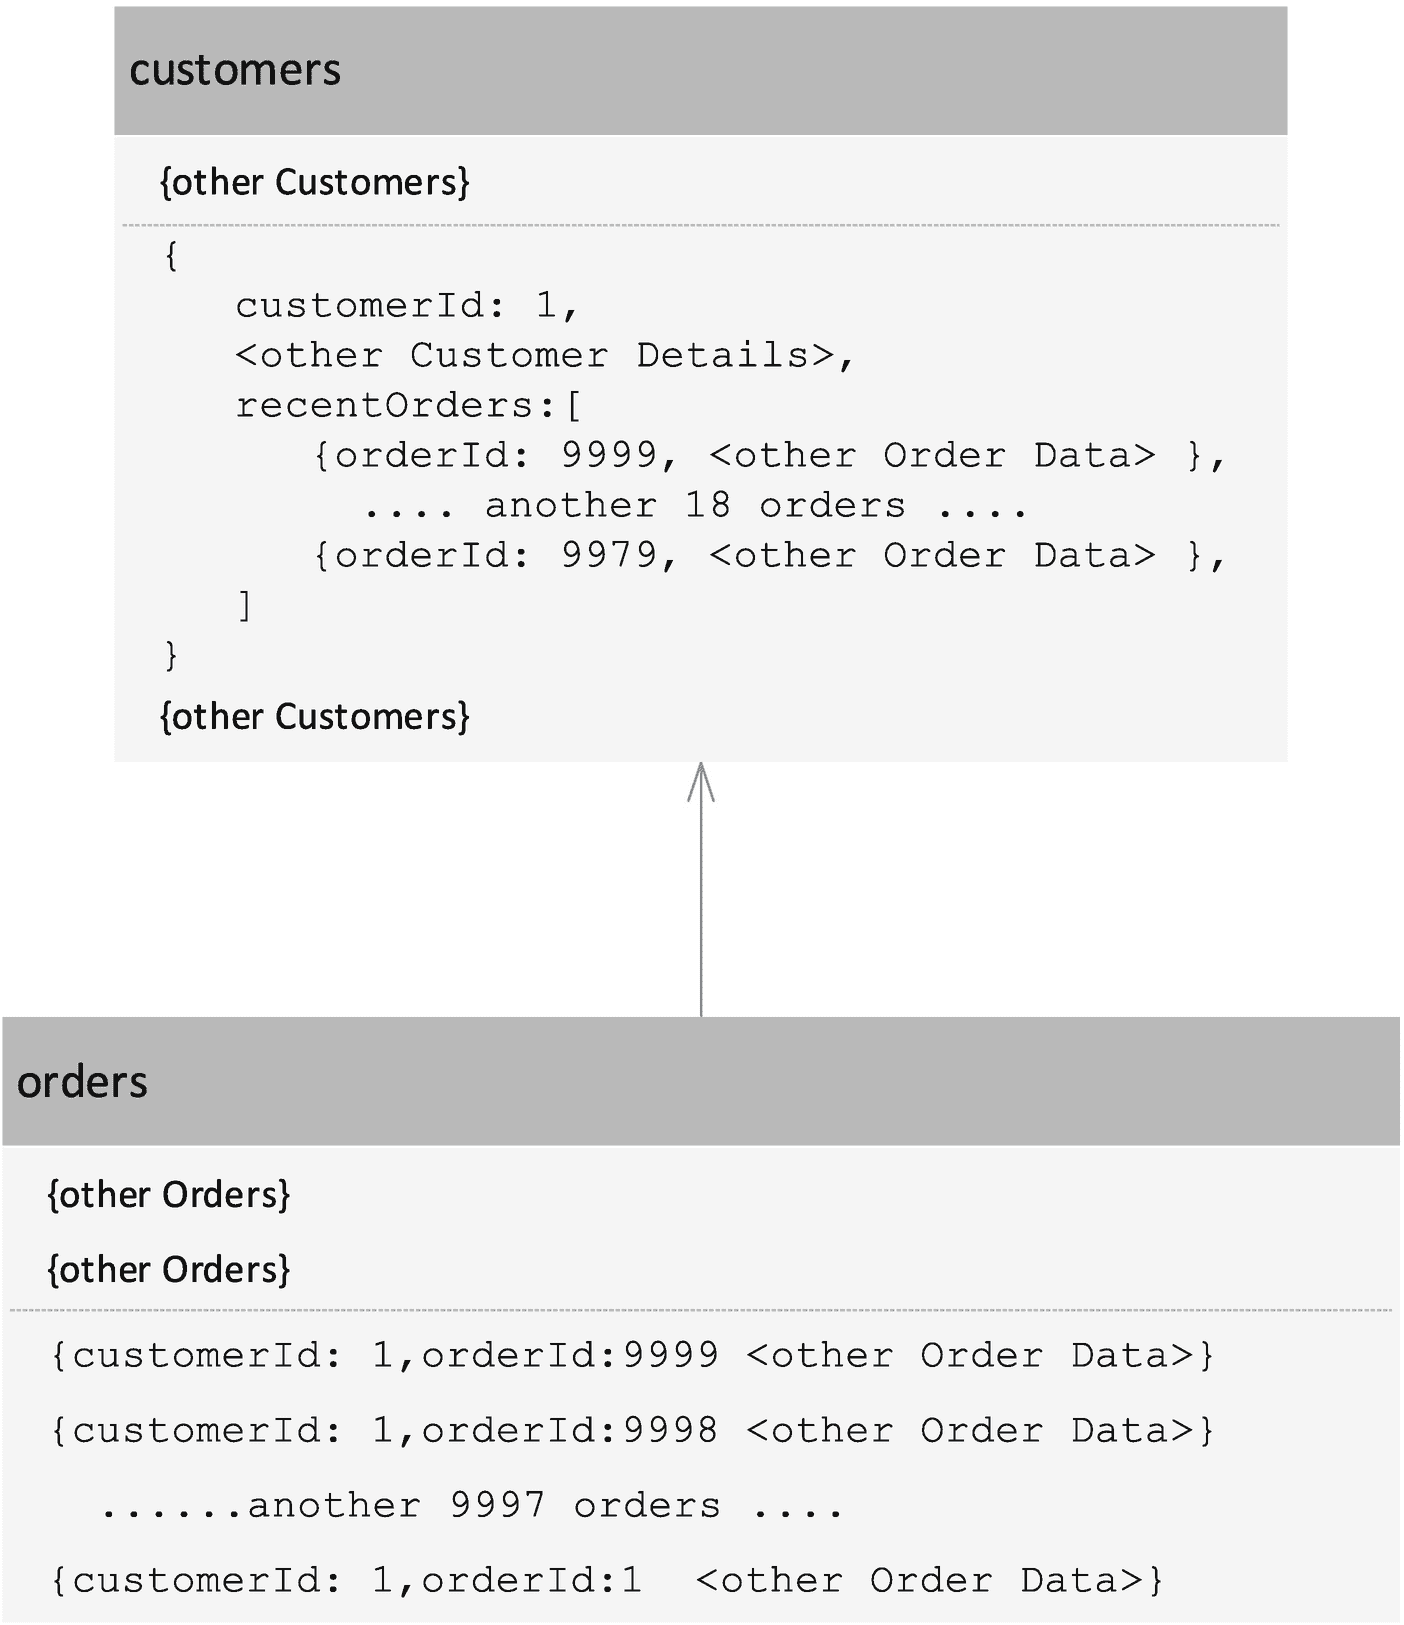 customers
{other Customers}
{
customerId: 1,
<other Customer Details>,
recentOrders:[
{orderId: 9999, <other Order Data> },
.... another 18 orders ....
{orderId: 9979, <other Order Data> },
]
}
{other Customers}
orders
{other Orders}
{other Orders}
{customerId: 1,orderId:9999 <other Order Data>}
{customerId: 1,orderId:9998 <other Order Data>}
......another 9997 orders ....
{customerId: 1,orderId:1  <other Order Data>}